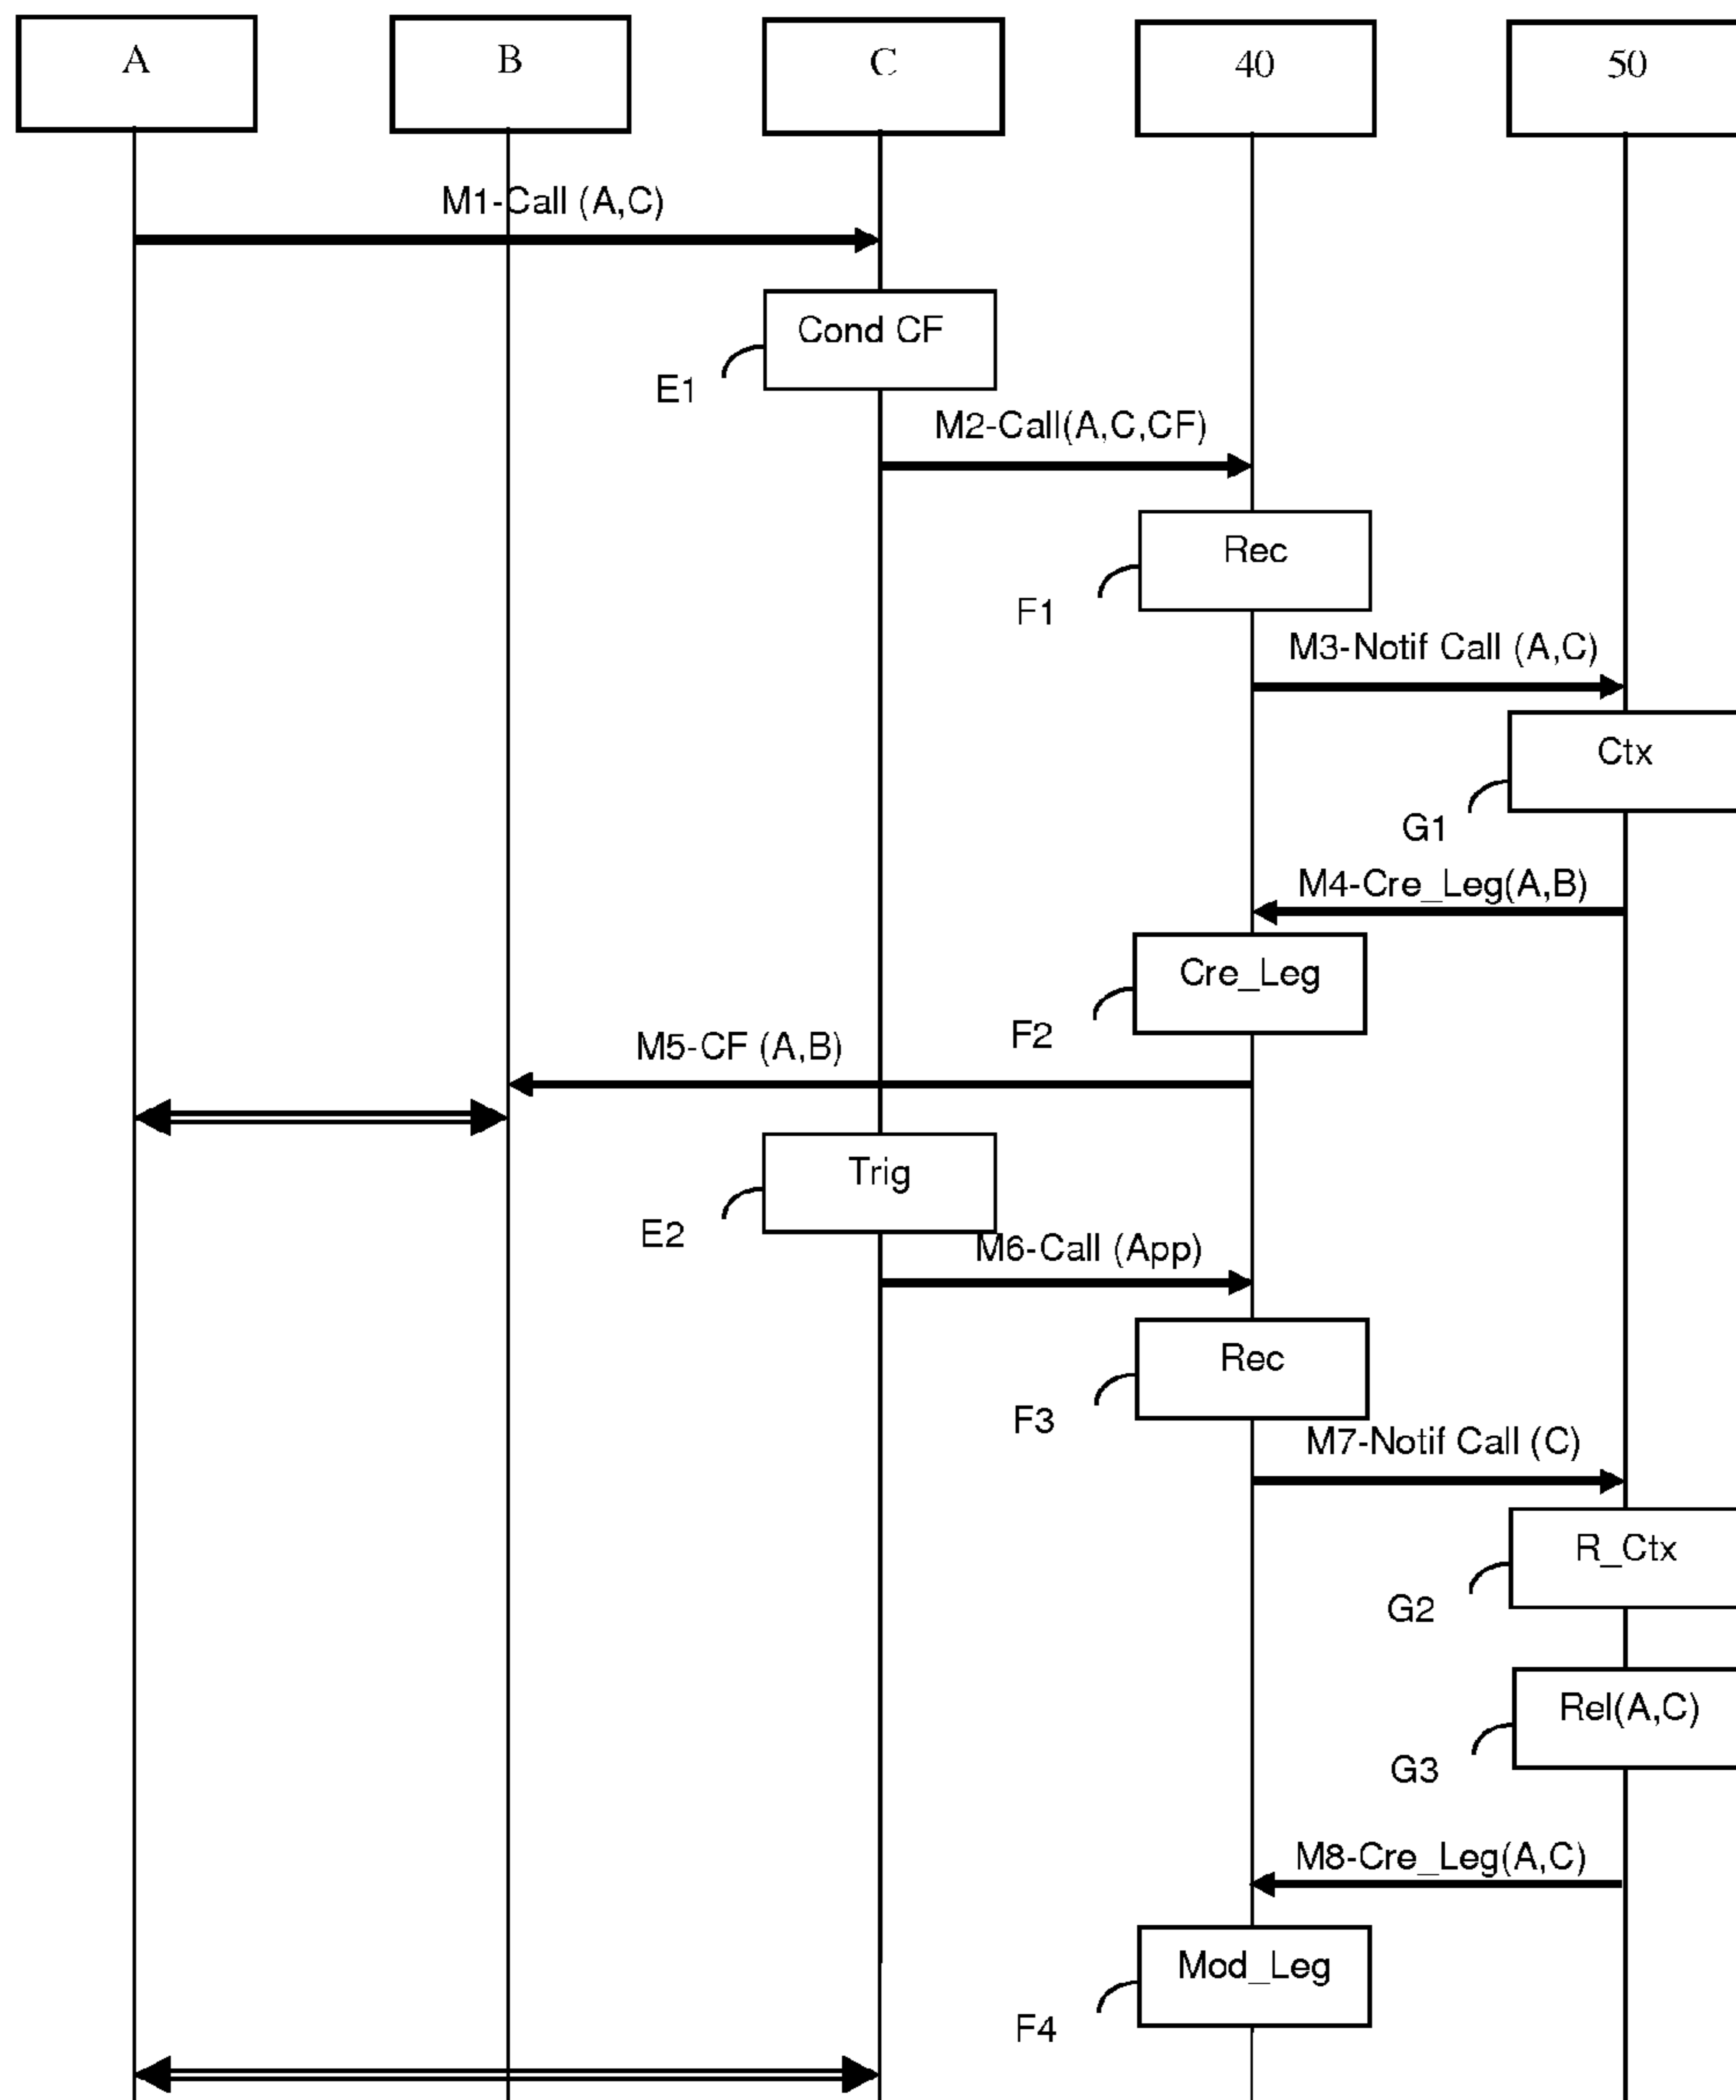 A
B
C
40
50
M1-Call (A,C)
Cond CF
E1
M2-Call(A,C,CF)
Rec
F1
M3-Notif Call (A,C)
Ctx
G1
M4-Cre_Leg(A,B)
Cre_Leg
F2
M5-CF (A,B)
Trig
E2
M6-Call (App)
Rec
F3
M7-Notif Call (C)
R_Ctx
G2
Rel(A,C)
G3
M8-Cre_Leg(A,C)
Mod_Leg
F4